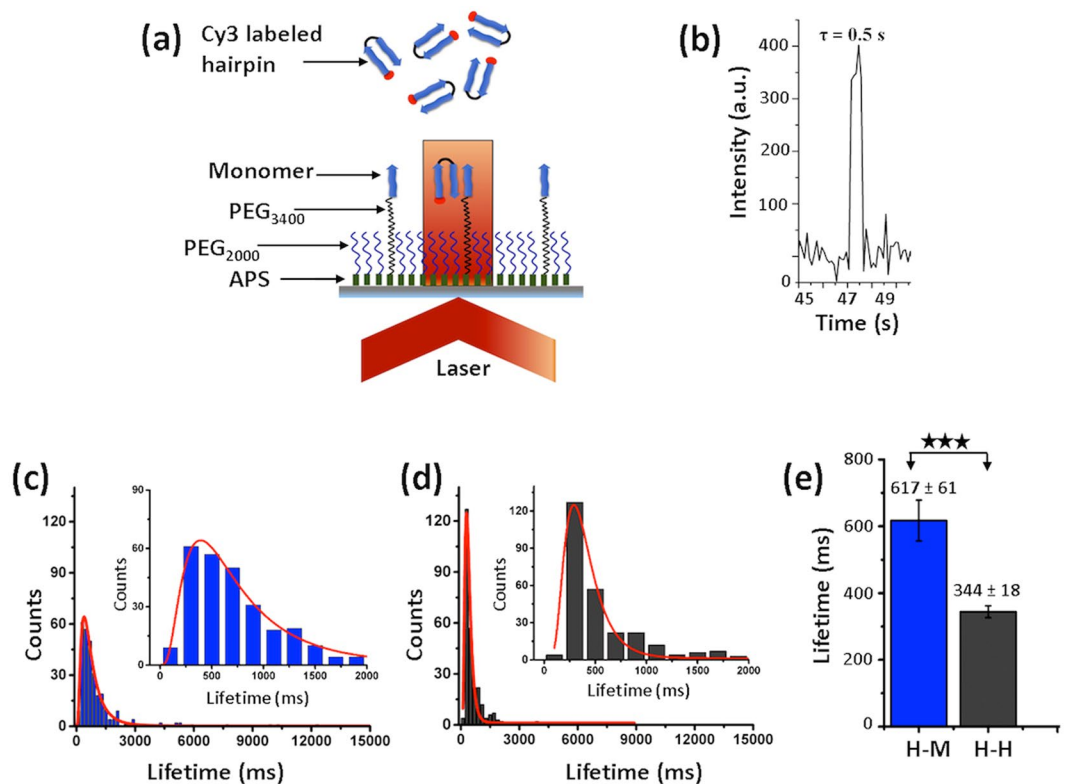 (a)
Cy3 labeled
hairpin
Monomer
PEG3400
PEG2000
APS
Laser
(b)
τ = 0.5 s
400
300
200
100
0
Intensity (a.u.)
45 47 49
Time (s)
(c)
120
90
60
30
0
Counts
0 3000 6000 9000 12000 15000
Lifetime (ms)
90
60
30
0
Counts
0 500 1000 1500 2000
Lifetime (ms)
(d)
120
90
60
30
0
Counts
0 3000 6000 9000 12000 15000
Lifetime (ms)
150
120
90
60
30
0
Counts
0 500 1000 1500 2000
Lifetime (ms)
(e)
★★★
800
600
400
200
0
Lifetime (ms)
617 ± 61
344 ± 18
H-M H-H